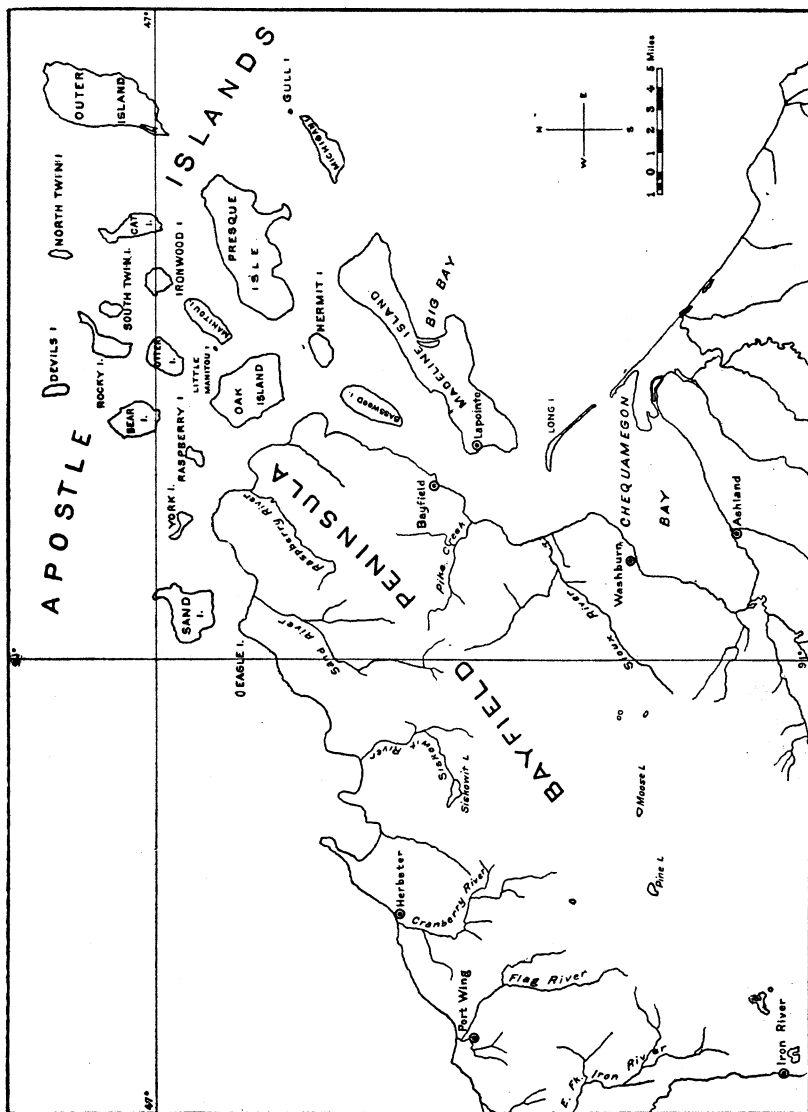 APOSTLE
ISLANDS
47°
47°
91°
91°
OUTER
ISLAND
NORTH TWIN I
DEVILS I
CAT
I.
SOUTH TWIN I.
ROCKY I.
BEAR
I.
OTTER
I.
IRONWOOD I
YORK I.
RASPBERRY I
SAND
I.
EAGLE I.
MANITOU I
LITTLE
MANITOU I
OAK
ISLAND
PRESQUE
ISLE
GULL I
MICHIGAN I
HERMIT I
BASSWOOD I.
MADELINE ISLAND
BIG BAY
Lapointe
LONG I
CHEQUAMEGON
BAY
BAYFIELD
PENINSULA
Raspberry River
Sand River
Siskowit
River
Siskowit L
Bayfield
Pike Creek
Sioux River
Washburn
Ashland
Moose L
Pine L
Herbster
Cranberry River
Port Wing
Flag River
E. Fk. Iron River
Iron River
N
W E
S
1 0 1 2 3 4 5 Miles